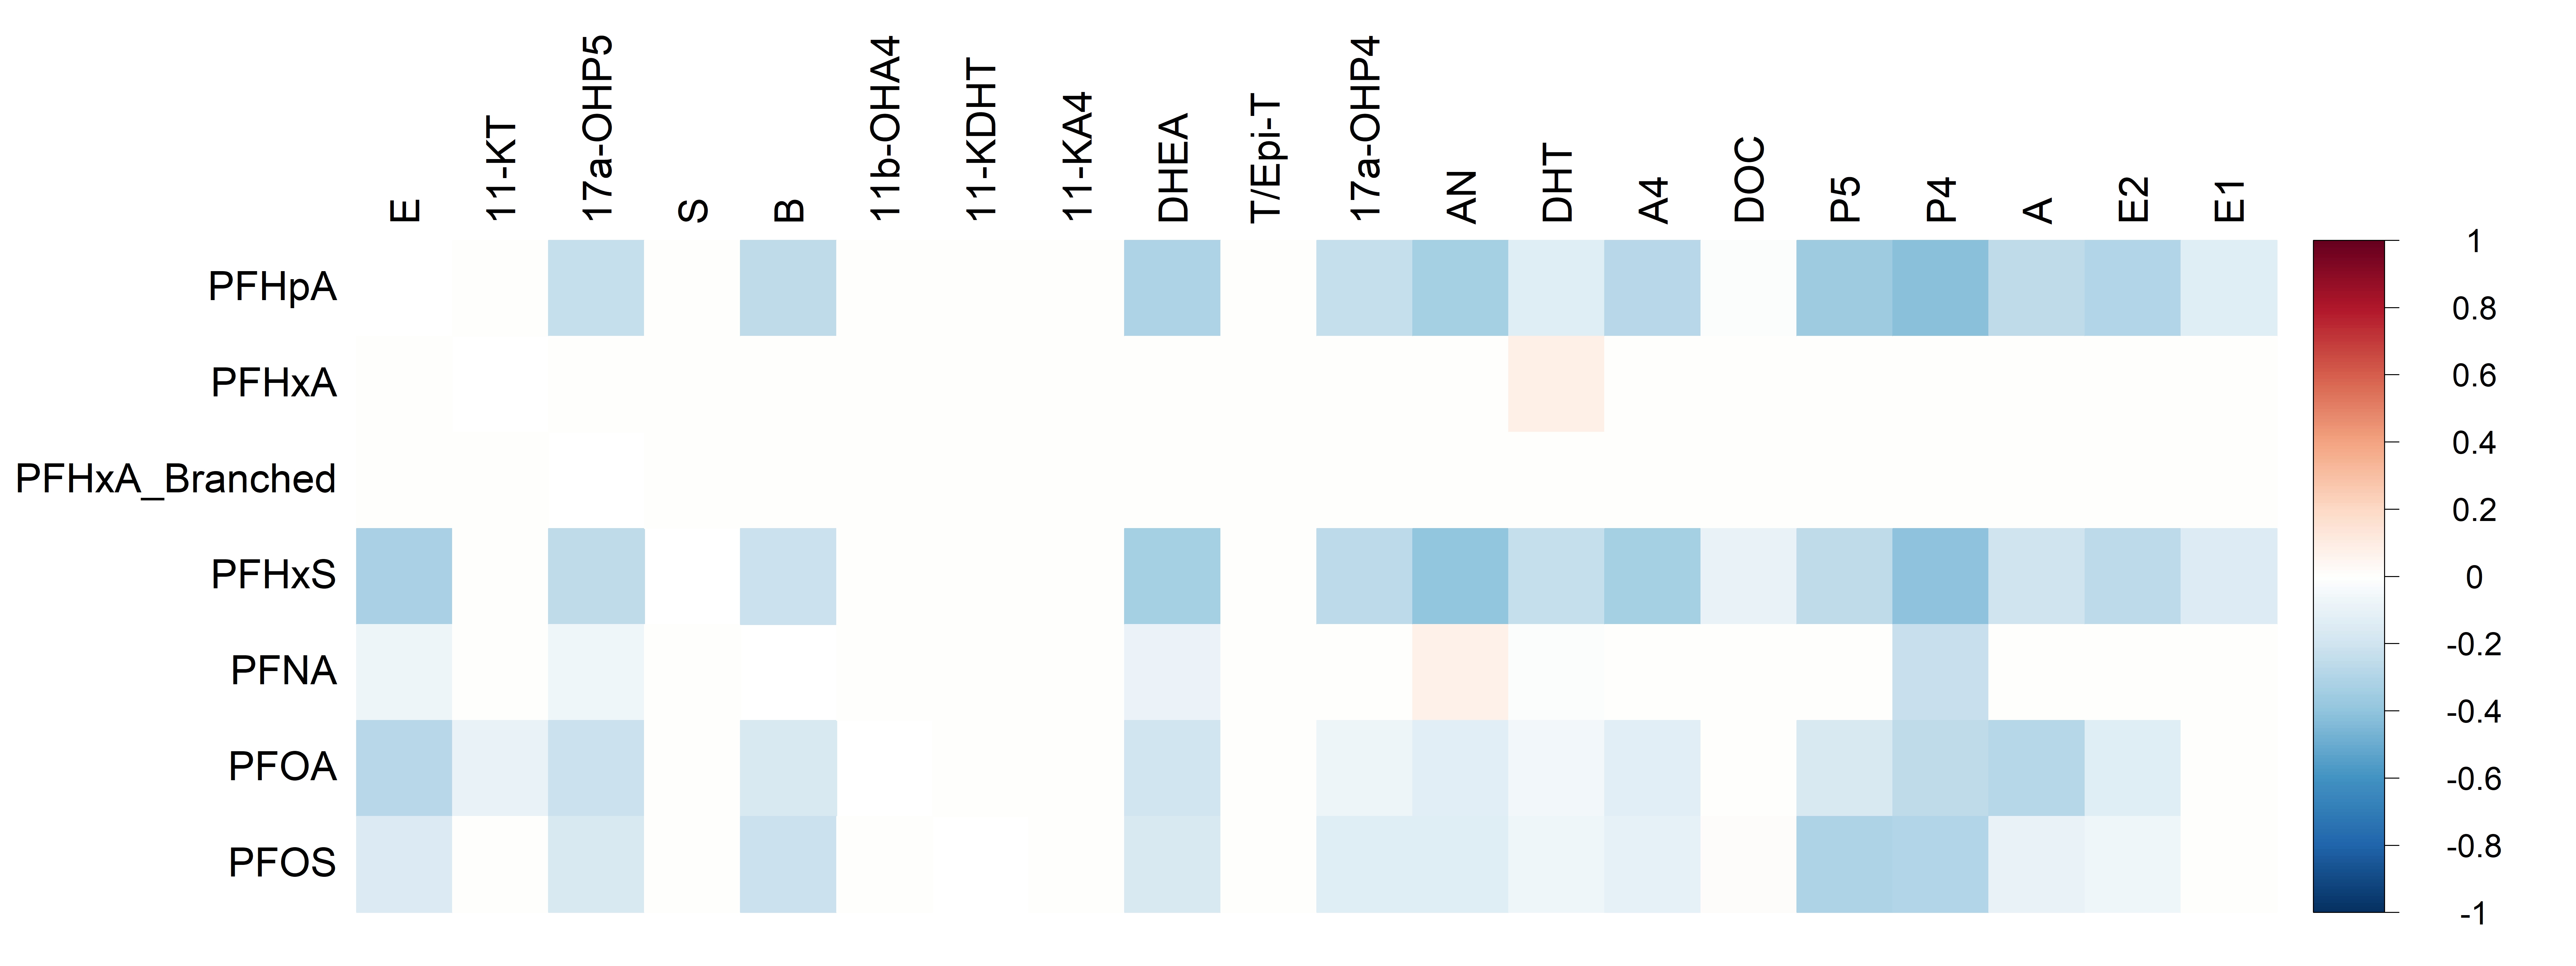 E
11-KT
17a-OHP5
S
B
11b-OHA4
11-KDHT
11-KA4
DHEA
T/Epi-T
17a-OHP4
AN
DHT
A4
DOC
P5
P4
A
E2
E1
PFHpA
PFHxA
PFHxA_Branched
PFHxS
PFNA
PFOA
PFOS
1
0.8
0.6
0.4
0.2
0
-0.2
-0.4
-0.6
-0.8
-1